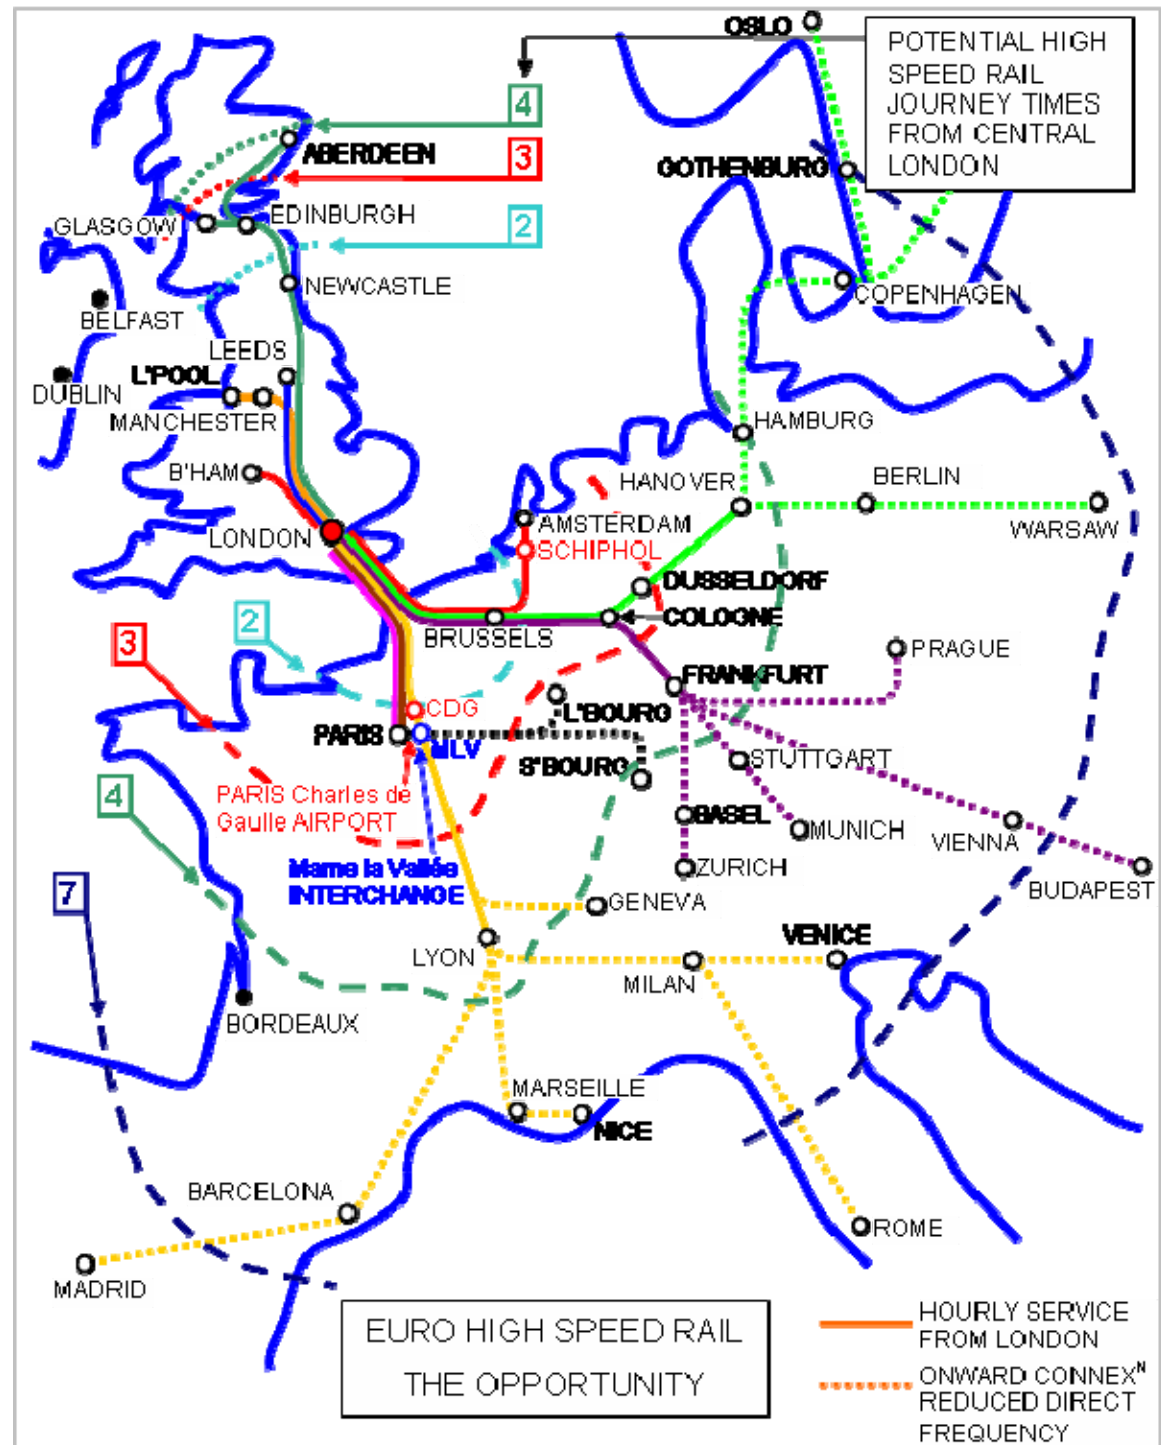 OSLO
POTENTIAL HIGH
SPEED RAIL
JOURNEY TIMES
FROM CENTRAL
LONDON
4
ABERDEEN
3
GOTHENBURG
GLASGOW
EDINBURGH
2
NEWCASTLE
COPENHAGEN
BELFAST
LEEDS
L'POOL
DUBLIN
MANCHESTER
HAMBURG
B'HAM
HANOVER
BERLIN
WARSAW
LONDON
AMSTERDAM
SCHIPHOL
DUSSELDORF
BRUSSELS
COLOGNE
2
3
PRAGUE
FRANKFURT
CDG
L'BOURG
PARIS
MLV
S'BOURG
STUTTGART
4
PARIS Charles de
Gaulle AIRPORT
BASEL
MUNICH
VIENNA
Marne la Vallée
INTERCHANGE
ZURICH
BUDAPEST
7
GENEVA
LYON
VENICE
MILAN
BORDEAUX
MARSEILLE
NICE
BARCELONA
ROME
MADRID
EURO HIGH SPEED RAIL
THE OPPORTUNITY
HOURLY SERVICE
FROM LONDON
ONWARD CONNEXᴺ
REDUCED DIRECT
FREQUENCY